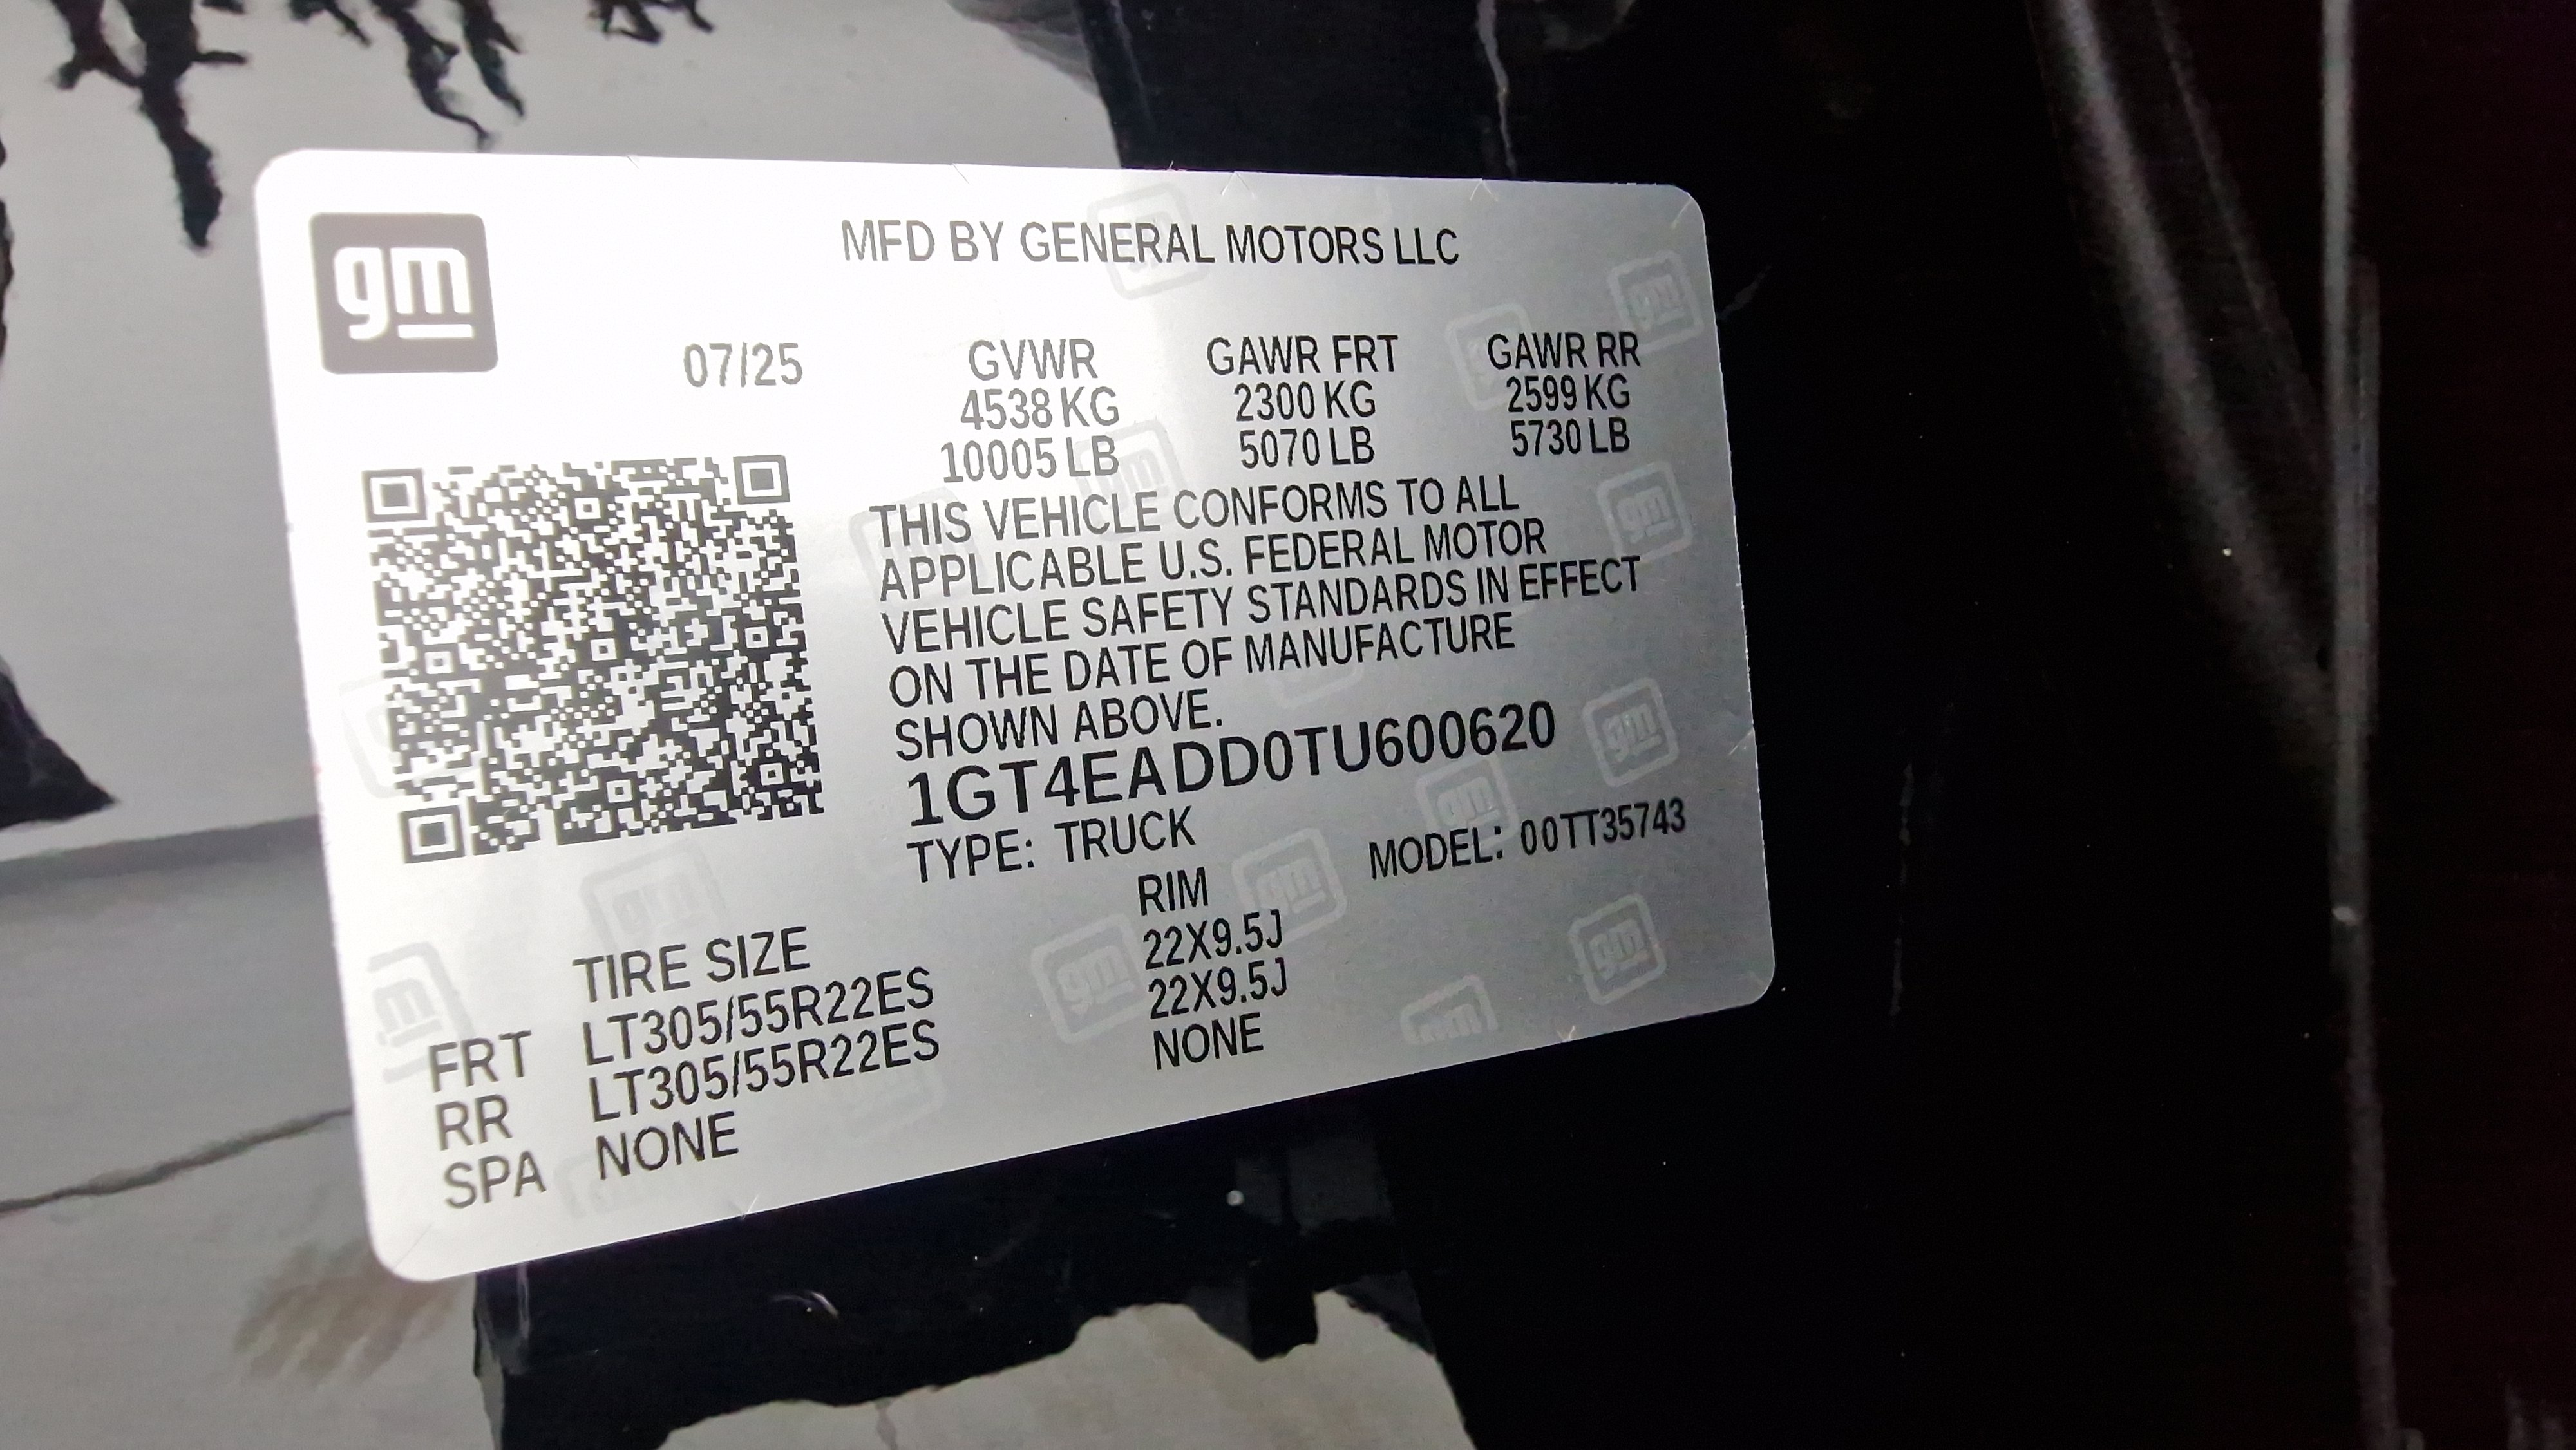 gm
MFD BY GENERAL MOTORS LLC
07/25
GVWR GAWR FRT GAWR RR
4538 KG 2300 KG 2599 KG
10005 LB 5070 LB 5730 LB
THIS VEHICLE CONFORMS TO ALL
APPLICABLE U.S. FEDERAL MOTOR
VEHICLE SAFETY STANDARDS IN EFFECT
ON THE DATE OF MANUFACTURE
SHOWN ABOVE.
1GT4EADD0TU600620
TYPE: TRUCK MODEL: 00TT35743
TIRE SIZE RIM
FRT LT305/55R22ES 22X9.5J
RR LT305/55R22ES 22X9.5J
SPA NONE NONE